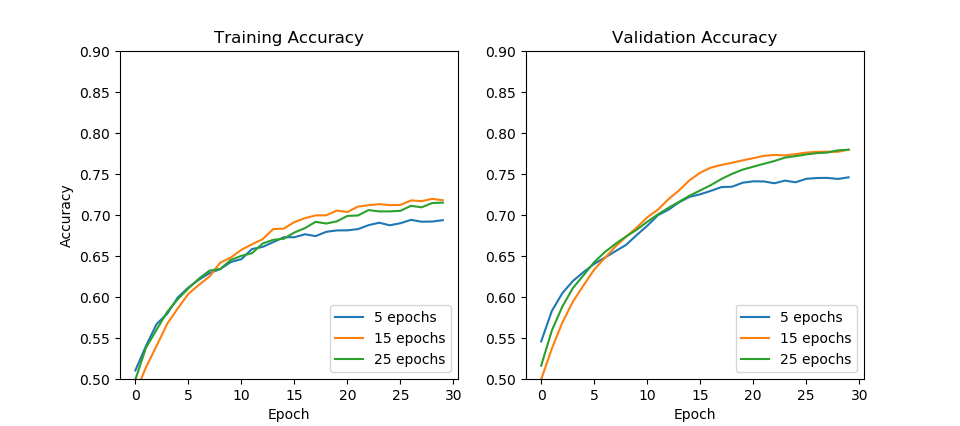 Training Accuracy
Accuracy
0.90
0.85
0.80
0.75
0.70
0.65
0.60
0.55
0.50
0 5 10 15 20 25 30
Epoch
5 epochs
15 epochs
25 epochs
Validation Accuracy
0.90
0.85
0.80
0.75
0.70
0.65
0.60
0.55
0.50
0 5 10 15 20 25 30
Epoch
5 epochs
15 epochs
25 epochs